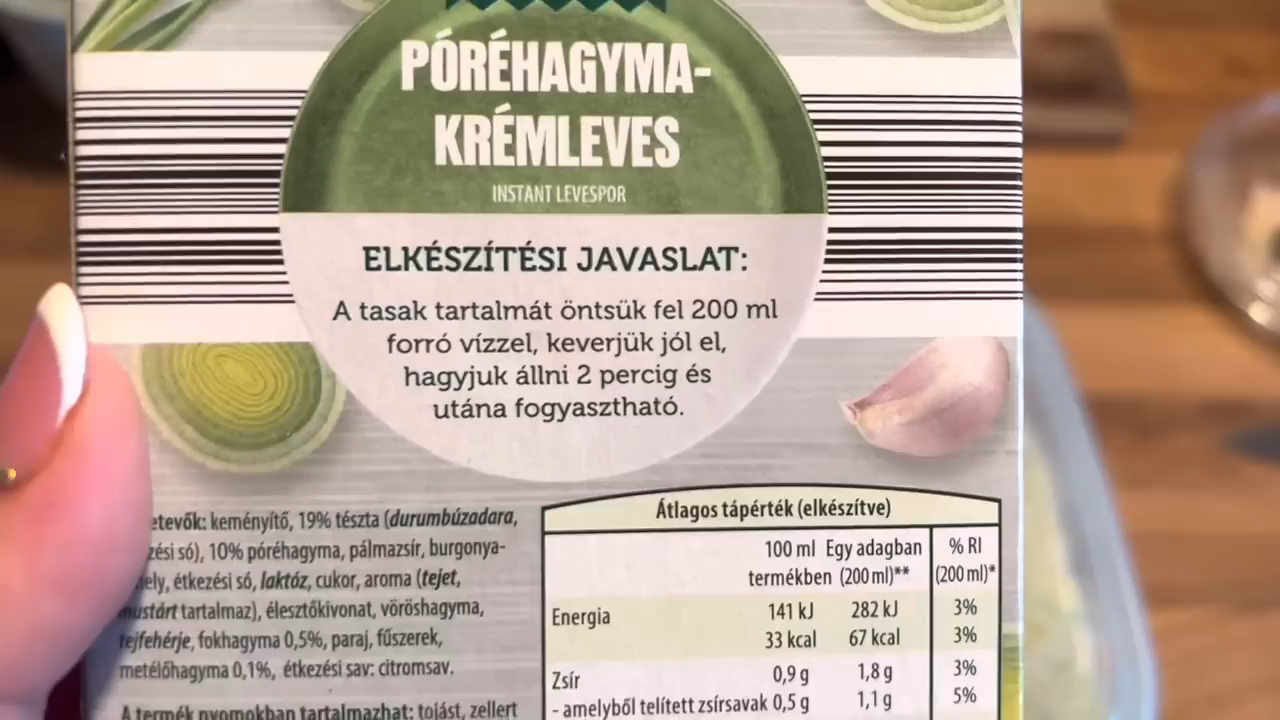 PÓRÉHAGYMA-
KRÉMLEVES
INSTANT LEVESPOR
ELKÉSZÍTÉSI JAVASLAT:
A tasak tartalmát öntsük fel 200 ml
forró vízzel, keverjük jól el,
hagyjuk állni 2 percig és
utána fogyasztható.
etevők: keményítő, 19% tészta (durumbúzadara,
zési só), 10% póréhagyma, pálmazsír, burgonya-
ely, étkezési só, laktóz, cukor, aroma (tejet,
mustárt tartalmaz), élesztőkivonat, vöröshagyma,
tejfehérje, fokhagyma 0,5%, paraj, fűszerek,
metélőhagyma 0,1%, étkezési sav: citromsav.
A termék nyomokban tartalmazhat: tojást, zellert
Átlagos tápérték (elkészítve)
100 ml Egy adagban % RI
termékben (200 ml)** (200 ml)*
Energia 141 kJ 282 kJ 3%
33 kcal 67 kcal 3%
Zsír 0,9 g 1,8 g 3%
- amelyből telített zsírsavak 0,5 g 1,1 g 5%